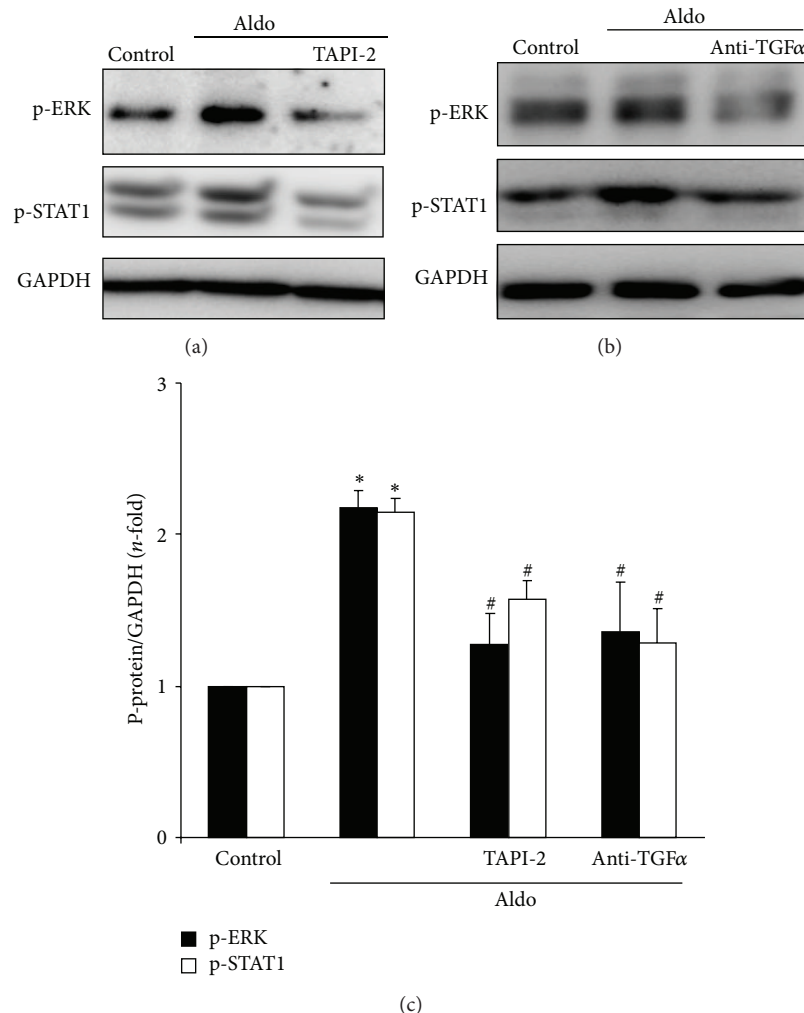 Aldo
Control TAPI-2
p-ERK
p-STAT1
GAPDH
(a)
Aldo
Control Anti-TGFα
p-ERK
p-STAT1
GAPDH
(b)
3
2
1
0
P-protein/GAPDH (n-fold)
* *
# #
# #
Control TAPI-2 Anti-TGFα
Aldo
p-ERK
p-STAT1
(c)